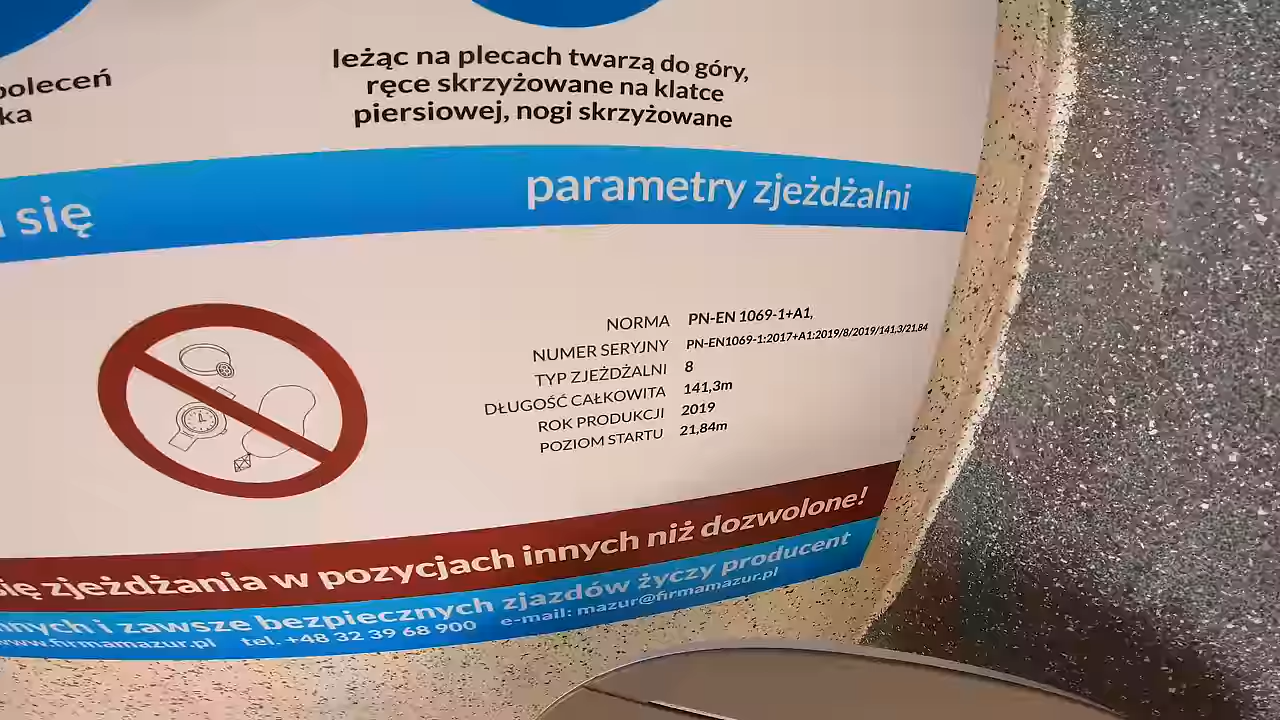 poleceń
ka
leżąc na plecach twarzą do góry,
ręce skrzyżowane na klatce
piersiowej, nogi skrzyżowane
się
parametry zjeżdżalni
NORMA PN-EN 1069-1+A1,
NUMER SERYJNY PN-EN1069-1:2017+A1:2019/8/2019/141,3/21,84
TYP ZJEŻDŻALNI 8
DŁUGOŚĆ CAŁKOWITA 141,3m
ROK PRODUKCJI 2019
POZIOM STARTU 21,84m
się zjeżdżania w pozycjach innych niż dozwolone!
nnych i zawsze bezpiecznych zjazdów życzy producent
www.firmamazur.pl tel. +48 32 39 68 900 e-mail: mazur@firmamazur.pl